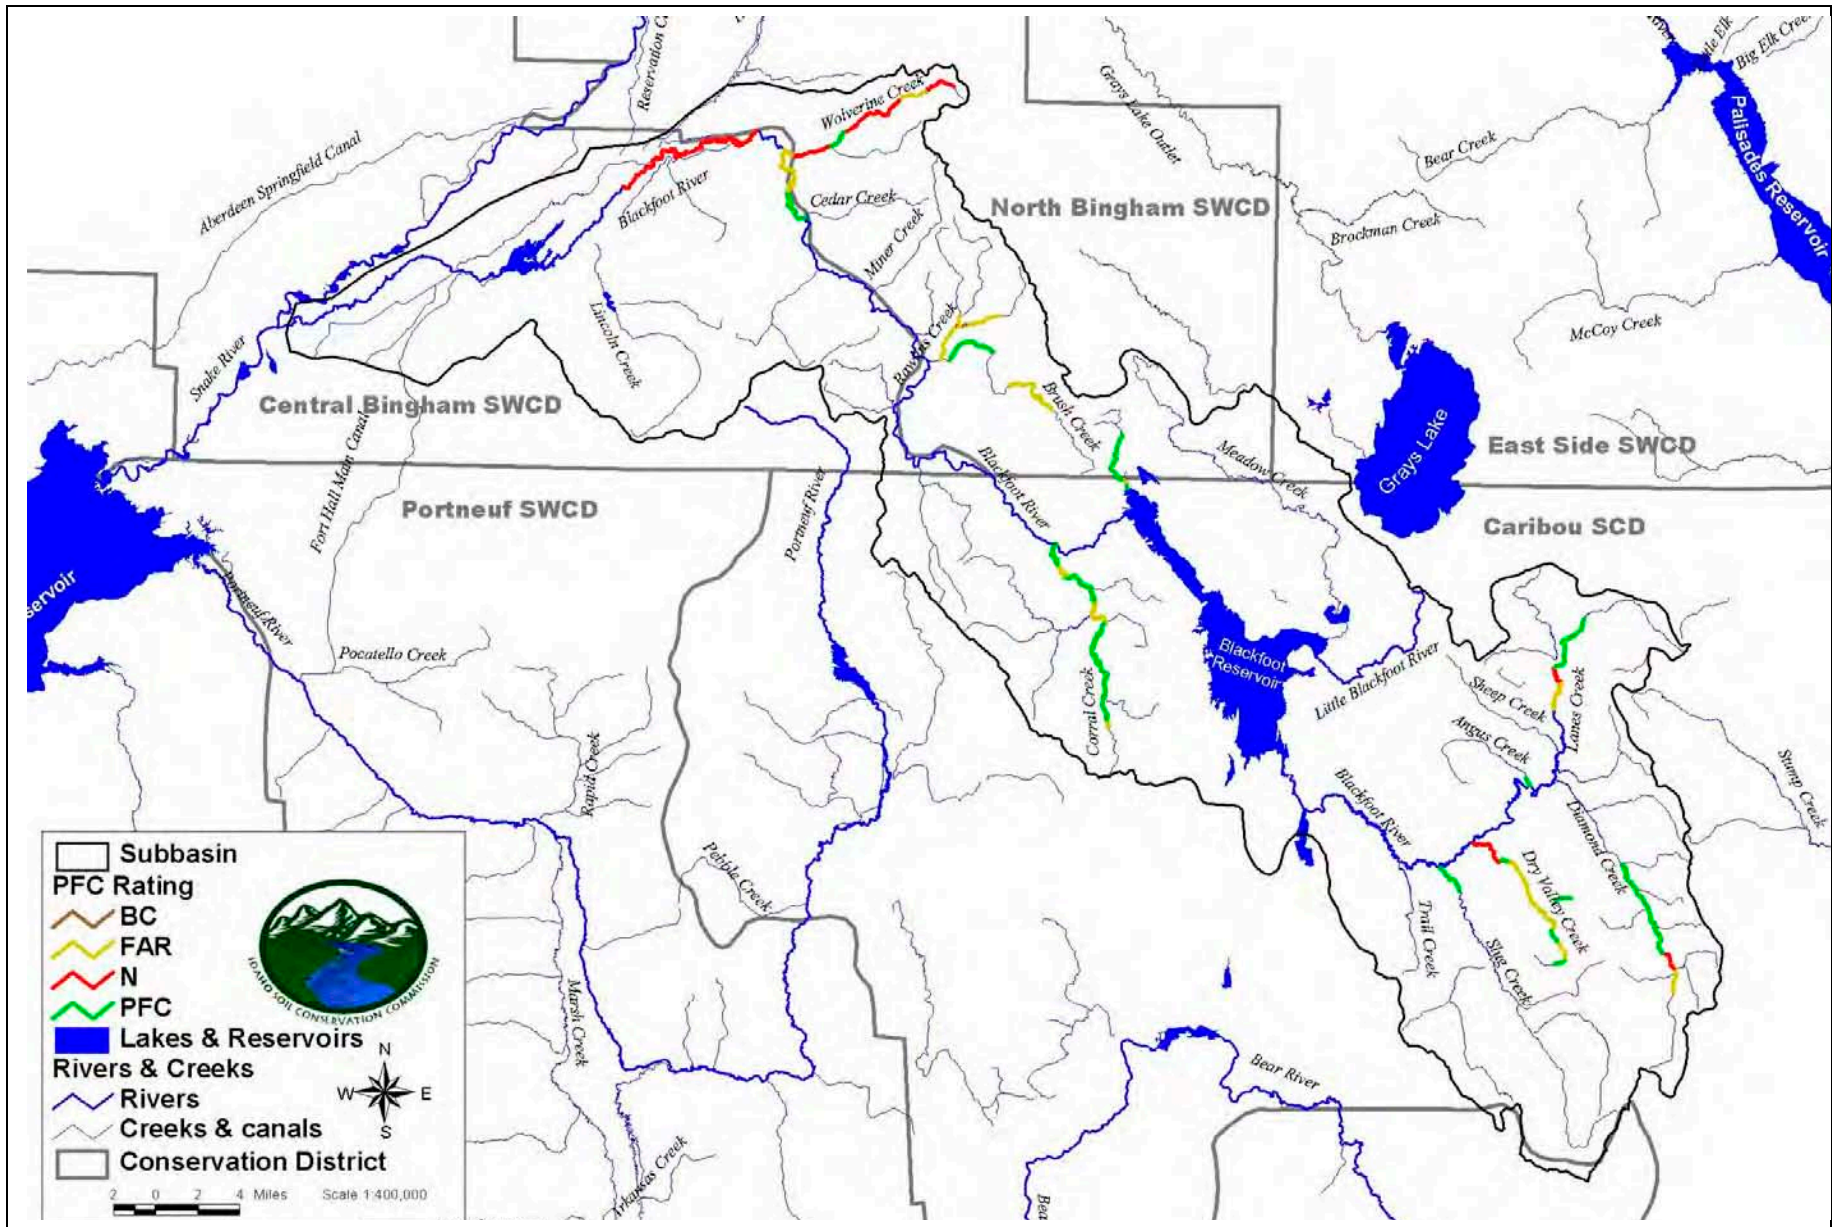 Reservation C
Grays Lake Outlet
ttle Elk
Big Elk Creek
Wolverine Creek
Palisades Reservoir
Aberdeen Springfield Canal
Bear Creek
Blackfoot River
Cedar Creek
North Bingham SWCD
Brockman Creek
Miner Creek
Lincoln Creek
McCoy Creek
Snake River
Rawlins Creek
Central Bingham SWCD
Brush Creek
Grays Lake
East Side SWCD
Fort Hall Main Canal
Portneuf River
Blackfoot River
Meadow Creek
Portneuf SWCD
Caribou SCD
servoir
Portneuf River
Pocatello Creek
Blackfoot
Reservoir
Little Blackfoot River
Corral Creek
Sheep Creek
Lanes Creek
Angus Creek
Rapid Creek
Blackfoot River
Stump Creek
Diamond Creek
Pebble Creek
Dry Valley Creek
Trail Creek
Slug Creek
Marsh Creek
Bear River
Arkansas Creek
Bea
Subbasin
PFC Rating
BC
FAR
N
PFC
Lakes & Reservoirs
Rivers & Creeks
Rivers
Creeks & canals
Conservation District
IDAHO SOIL CONSERVATION COMMISSION
N
W E
S
2 0 2 4 Miles Scale 1:400,000